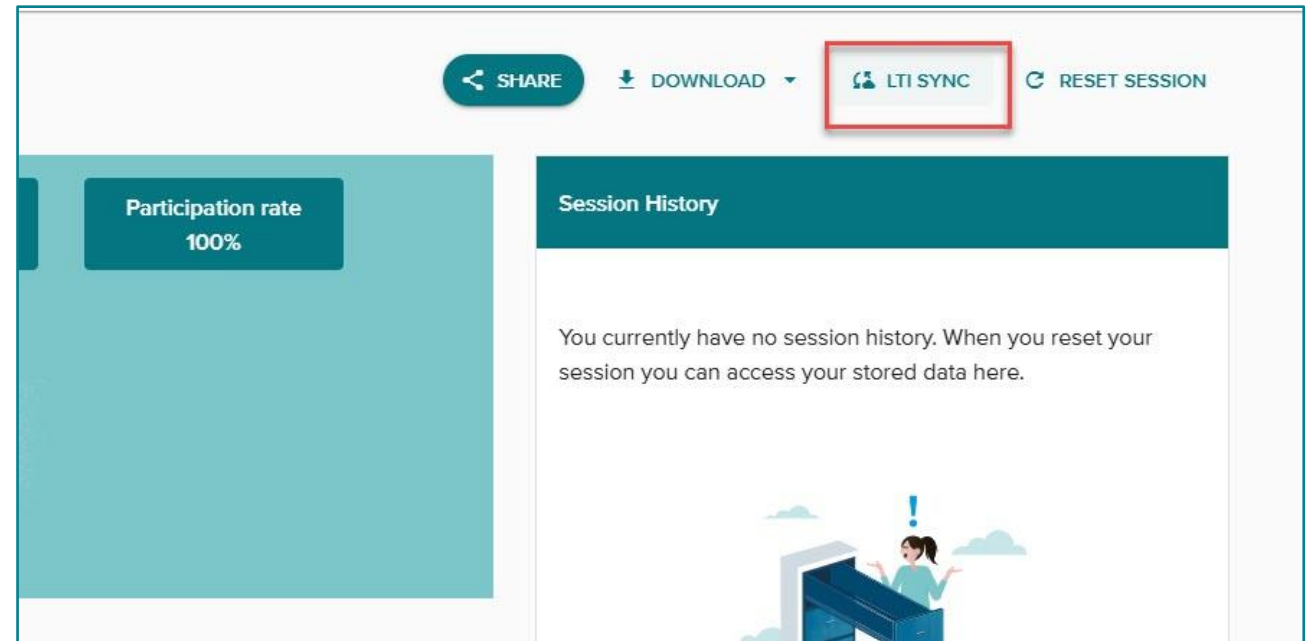 SHARE
DOWNLOAD
LTI SYNC
RESET SESSION
Participation rate
100%
Session History
You currently have no session history. When you reset your
session you can access your stored data here.
!